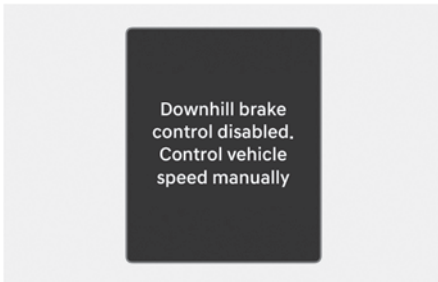 Downhill brake
control disabled.
Control vehicle
speed manually